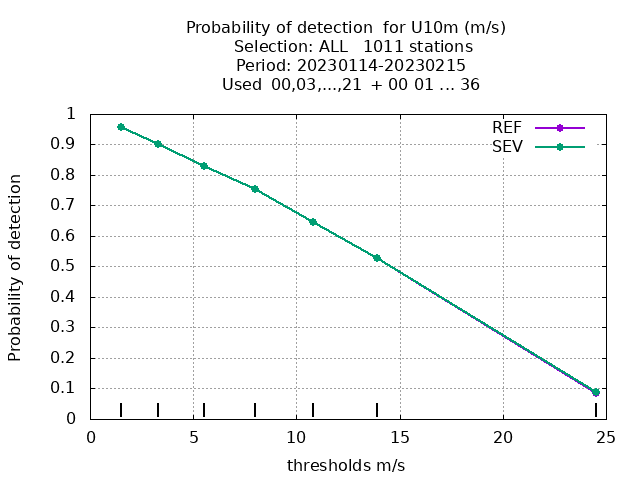 Probability of detection  for U10m (m/s)
Selection: ALL   1011 stations
Period: 20230114-20230215
Used  00,03,...,21  + 00 01 ... 36
REF
SEV
1
0.9
0.8
0.7
0.6
0.5
0.4
0.3
0.2
0.1
0
Probability of detection
0 5 10 15 20 25
thresholds m/s